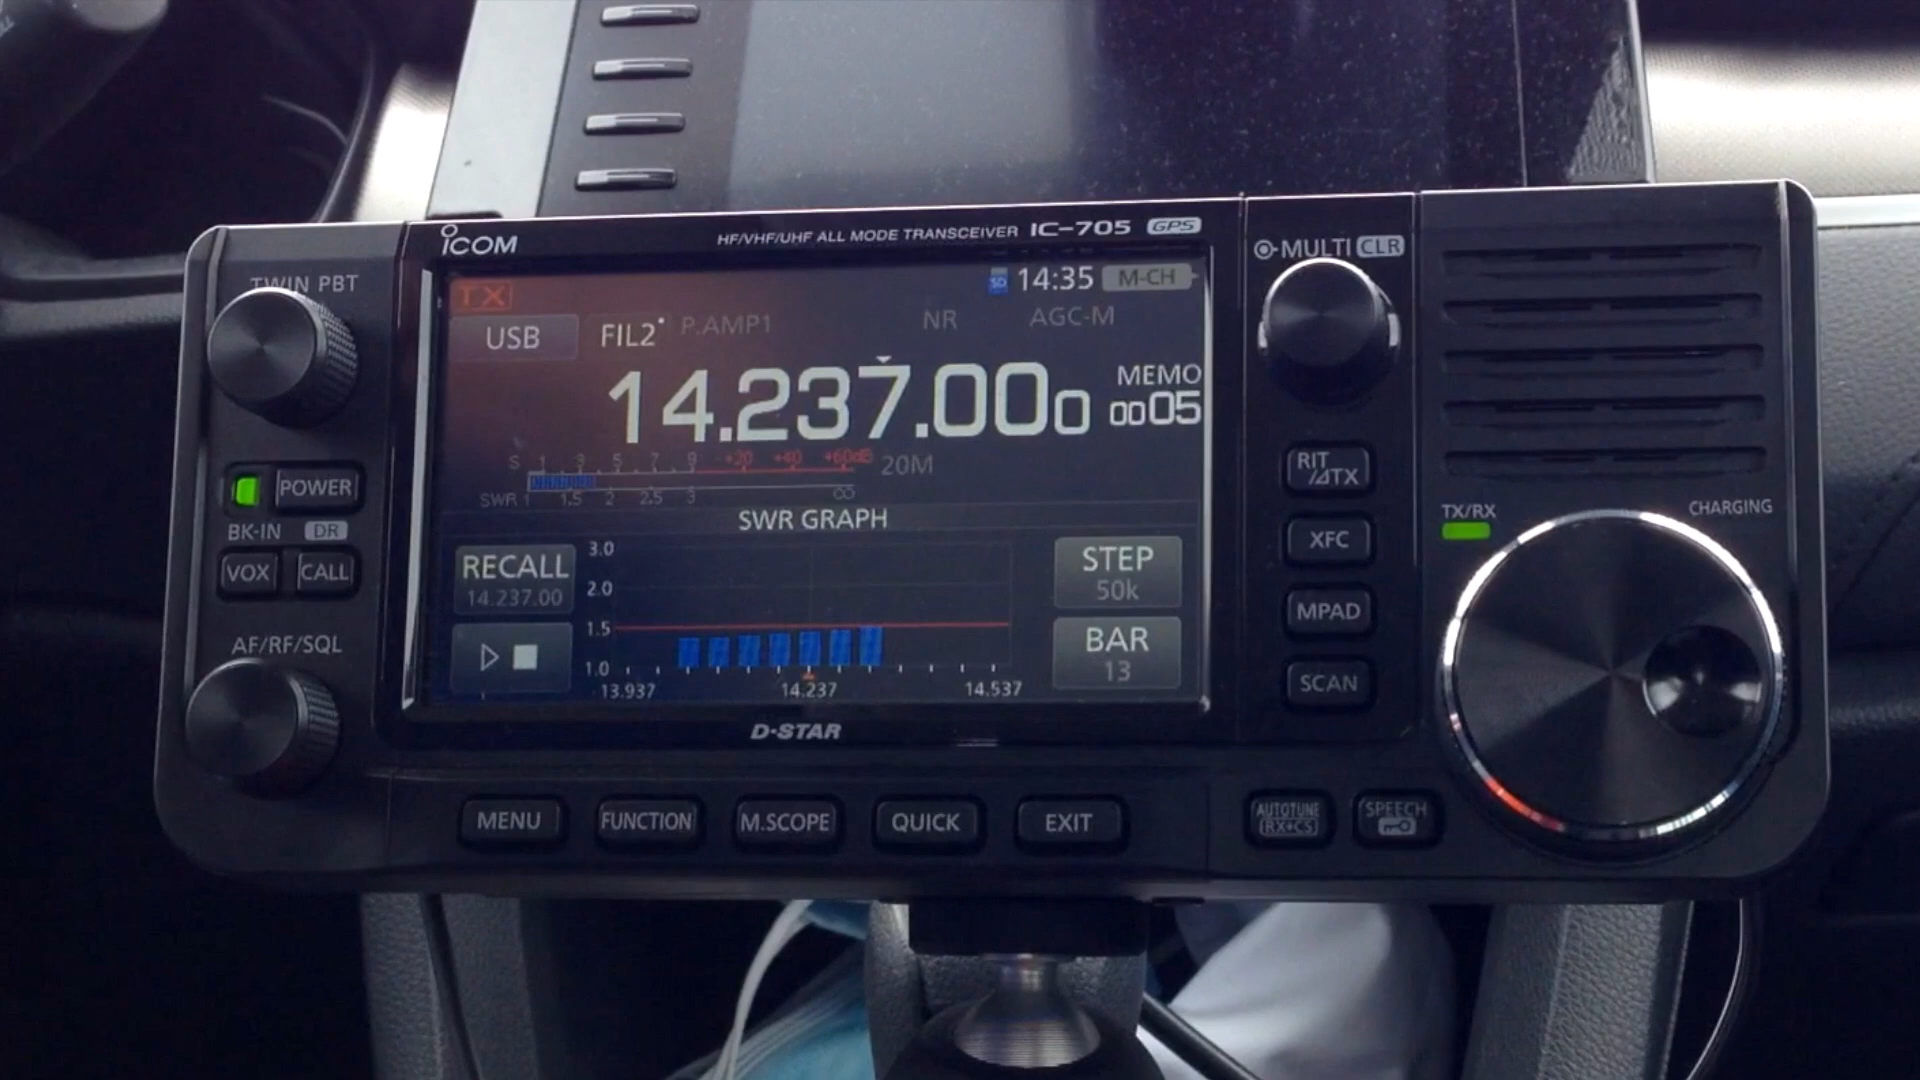 ICOM
HF/VHF/UHF ALL MODE TRANSCEIVER IC-705 GPS
MULTI CLR
TWIN PBT
TX
SD 14:35 M-CH
USB FIL2 P.AMP1 NR AGC-M
14.237.000
MEMO
0005
S 1 3 5 7 9 +20 +40 +60dB
20M
SWR 1 1.5 2 2.5 3 ∞
SWR GRAPH
RECALL
14.237.00
3.0
2.0
1.5
1.0
13.937 14.237 14.537
STEP
50k
BAR
13
D-STAR
POWER
BK-IN DR
VOX CALL
AF/RF/SQL
RIT
/⊿TX
XFC
MPAD
SCAN
TX/RX
CHARGING
MENU FUNCTION M.SCOPE QUICK EXIT
AUTOTUNE
RX→CS
SPEECH